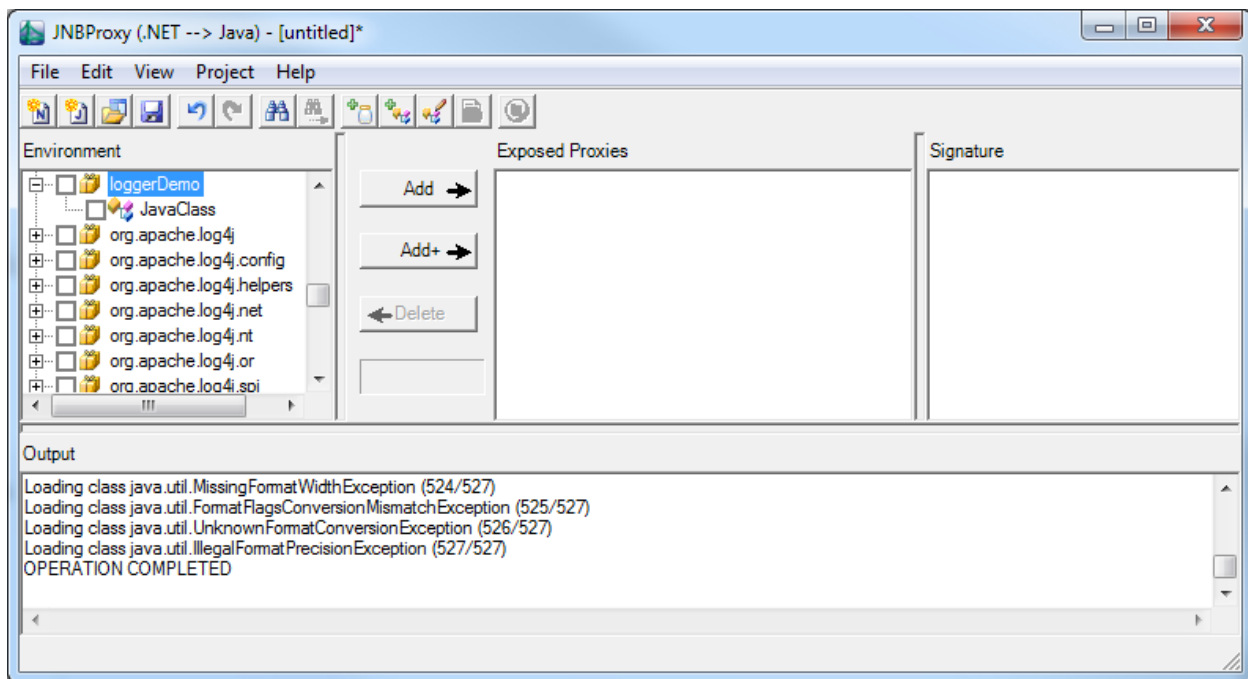 JNBProxy (.NET --> Java) - [untitled]*
File Edit View Project Help
Environment
Exposed Proxies
Signature
loggerDemo
JavaClass
org.apache.log4j
org.apache.log4j.config
org.apache.log4j.helpers
org.apache.log4j.net
org.apache.log4j.nt
org.apache.log4j.or
org.apache.log4j.spi
Add
Add+
Delete
Output
Loading class java.util.MissingFormatWidthException (524/527)
Loading class java.util.FormatFlagsConversionMismatchException (525/527)
Loading class java.util.UnknownFormatConversionException (526/527)
Loading class java.util.IllegalFormatPrecisionException (527/527)
OPERATION COMPLETED